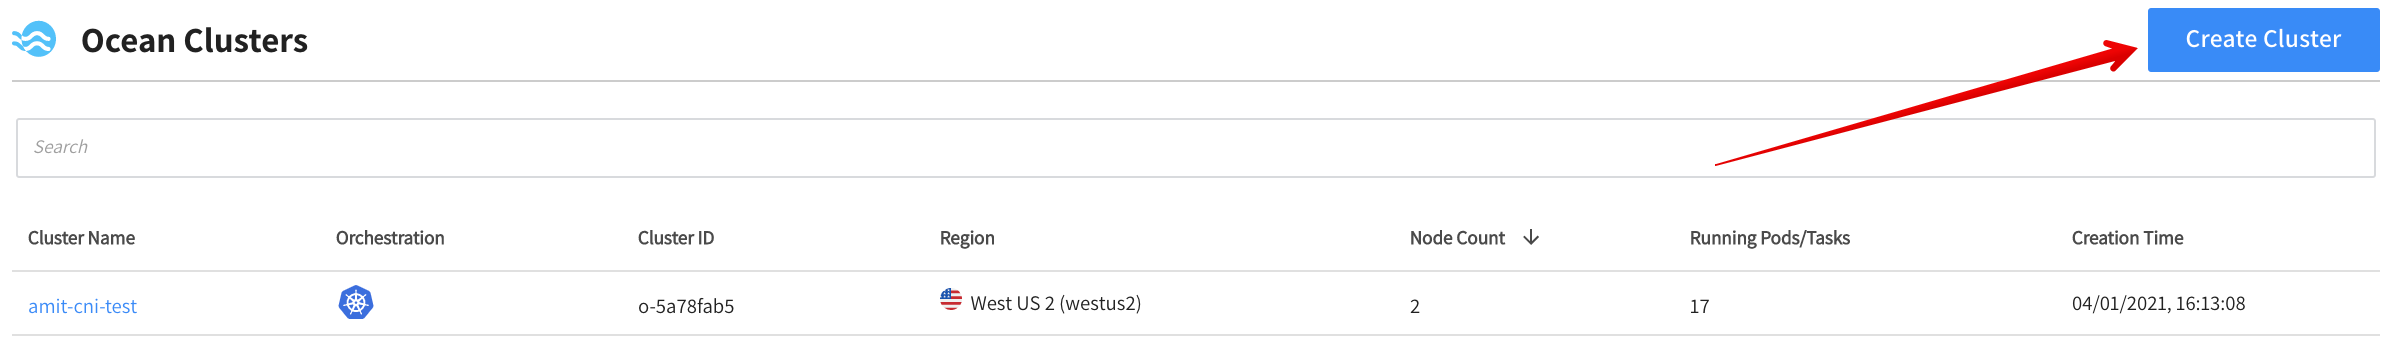 Ocean Clusters
Create Cluster
Search
Cluster Name Orchestration Cluster ID Region Node Count Running Pods/Tasks Creation Time
amit-cni-test o-5a78fab5 West US 2 (westus2) 2 17 04/01/2021, 16:13:08